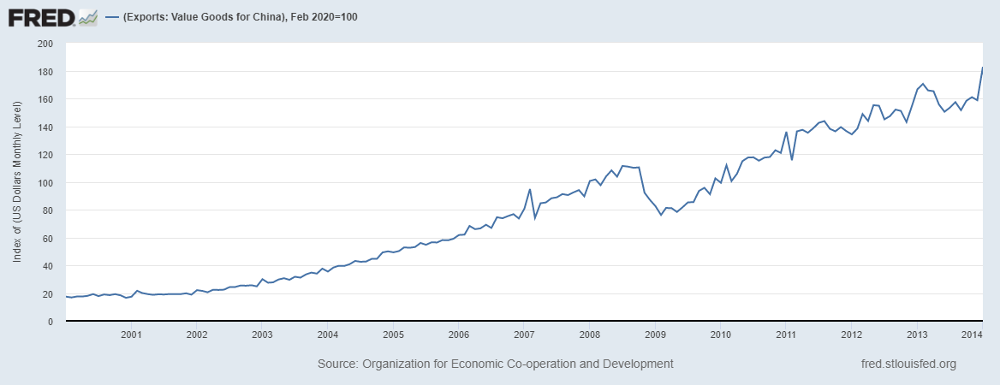 FRED (Exports: Value Goods for China), Feb 2020=100
Index of (US Dollars Monthly Level)
200
180
160
140
120
100
80
60
40
20
0
2001 2002 2003 2004 2005 2006 2007 2008 2009 2010 2011 2012 2013 2014
Source: Organization for Economic Co-operation and Development fred.stlouisfed.org